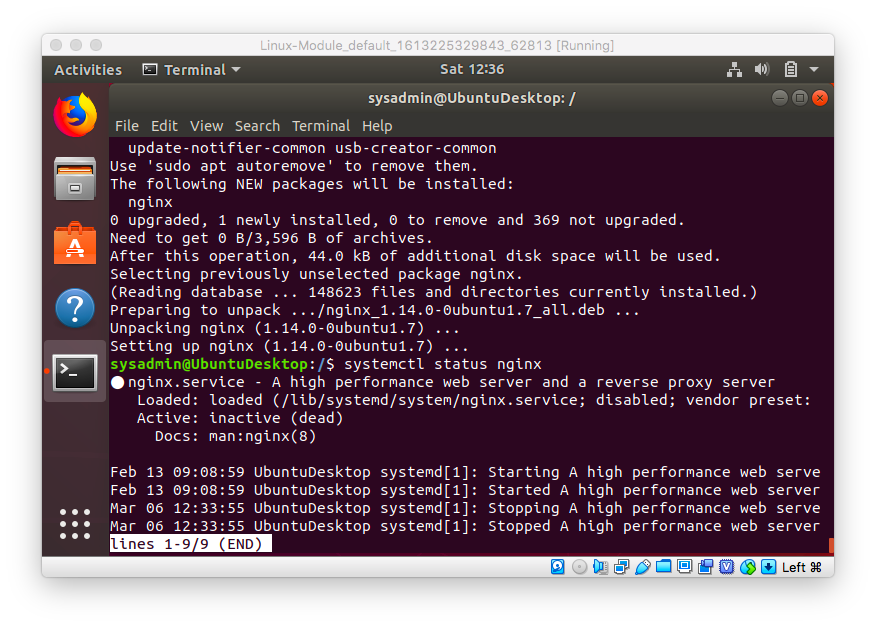 Linux-Module_default_1613225329843_62813 [Running]
Activities Terminal Sat 12:36
sysadmin@UbuntuDesktop: /
File Edit View Search Terminal Help
update-notifier-common usb-creator-common
Use 'sudo apt autoremove' to remove them.
The following NEW packages will be installed:
nginx
0 upgraded, 1 newly installed, 0 to remove and 369 not upgraded.
Need to get 0 B/3,596 B of archives.
After this operation, 44.0 kB of additional disk space will be used.
Selecting previously unselected package nginx.
(Reading database ... 148623 files and directories currently installed.)
Preparing to unpack .../nginx_1.14.0-0ubuntu1.7_all.deb ...
Unpacking nginx (1.14.0-0ubuntu1.7) ...
Setting up nginx (1.14.0-0ubuntu1.7) ...
sysadmin@UbuntuDesktop:/$ systemctl status nginx
● nginx.service - A high performance web server and a reverse proxy server
Loaded: loaded (/lib/systemd/system/nginx.service; disabled; vendor preset:
Active: inactive (dead)
Docs: man:nginx(8)
Feb 13 09:08:59 UbuntuDesktop systemd[1]: Starting A high performance web serve
Feb 13 09:08:59 UbuntuDesktop systemd[1]: Started A high performance web server
Mar 06 12:33:55 UbuntuDesktop systemd[1]: Stopping A high performance web serve
Mar 06 12:33:55 UbuntuDesktop systemd[1]: Stopped A high performance web server
lines 1-9/9 (END)
Left ⌘